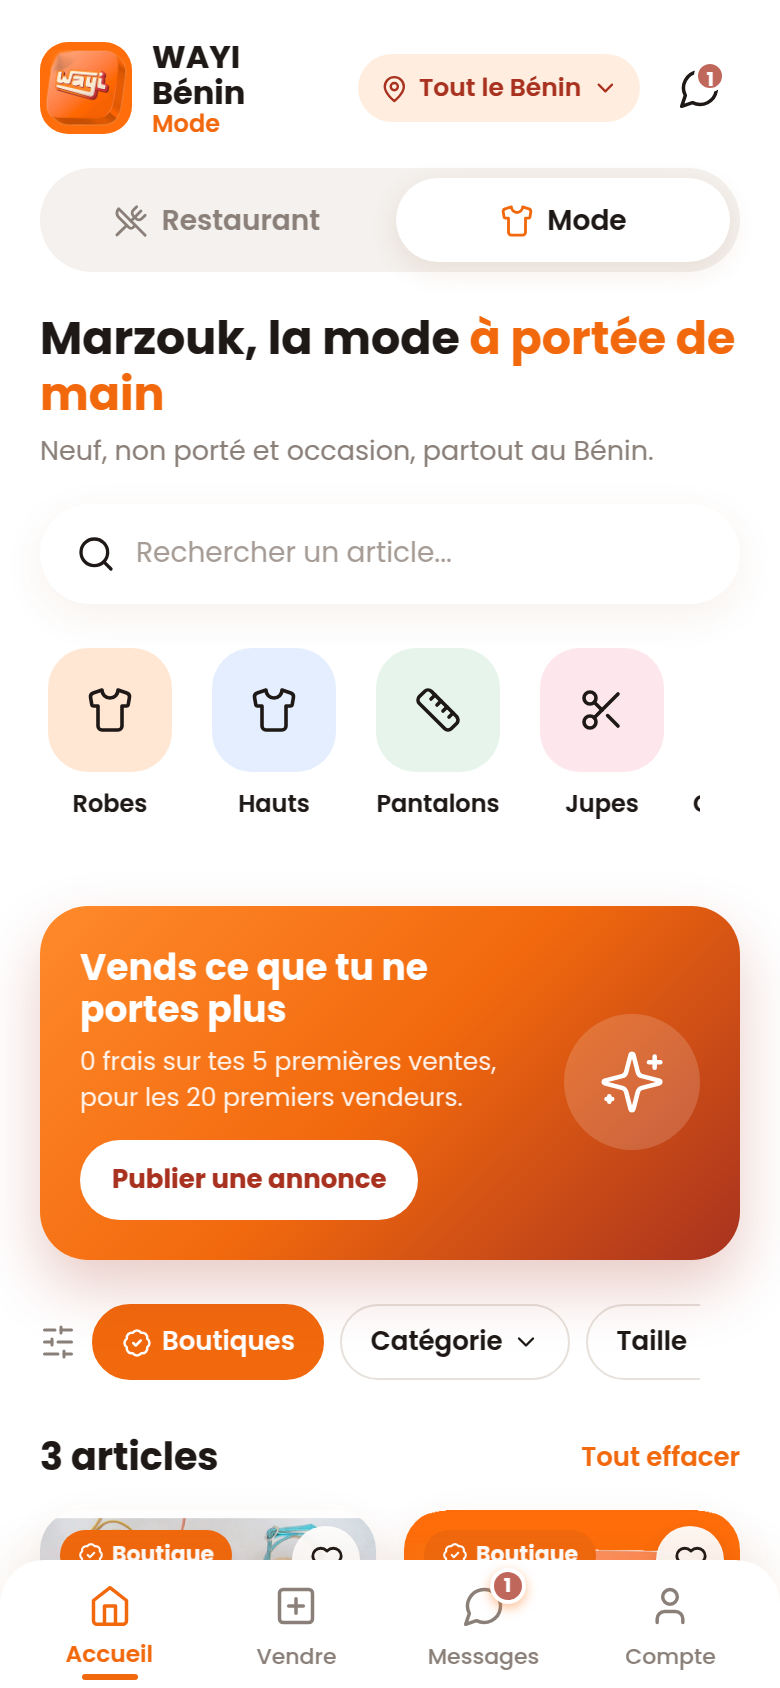 wayi
WAYI
Bénin
Mode
Tout le Bénin
1
Restaurant
Mode
Marzouk, la mode à portée de
main
Neuf, non porté et occasion, partout au Bénin.
Rechercher un article...
Robes
Hauts
Pantalons
Jupes
Vends ce que tu ne
portes plus
0 frais sur tes 5 premières ventes,
pour les 20 premiers vendeurs.
Publier une annonce
Boutiques
Catégorie
Taille
3 articles
Tout effacer
Boutique
Boutique
1
Accueil
Vendre
Messages
Compte